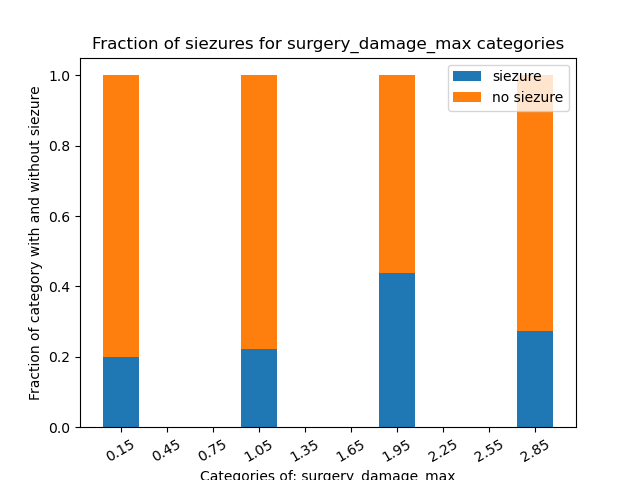 Fraction of siezures for surgery_damage_max categories
siezure
no siezure
Fraction of category with and without siezure
1.0
0.8
0.6
0.4
0.2
0.0
0.15 0.45 0.75 1.05 1.35 1.65 1.95 2.25 2.55 2.85
Categories of: surgery_damage_max